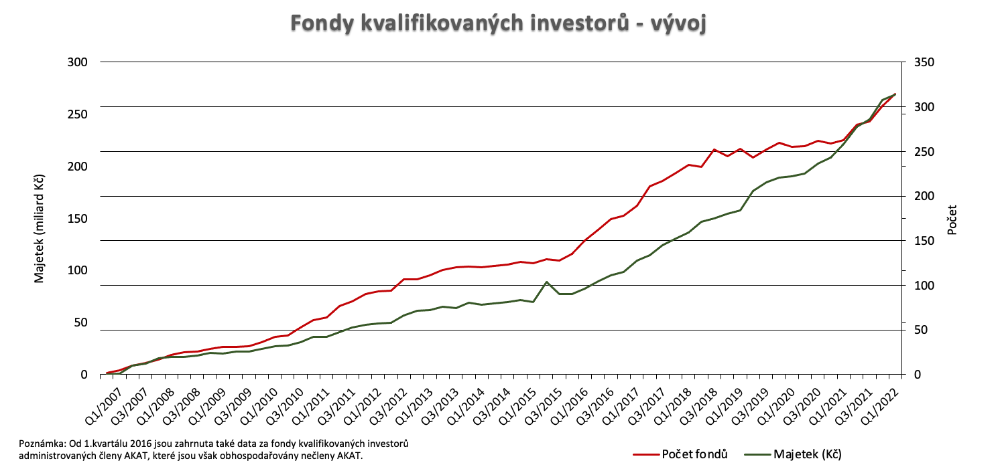 Fondy kvalifikovaných investorů - vývoj
300
250
200
150
100
50
0
Majetek (miliard Kč)
350
300
250
200
150
100
50
0
Počet
Q1/2007
Q3/2007
Q1/2008
Q3/2008
Q1/2009
Q3/2009
Q1/2010
Q3/2010
Q1/2011
Q3/2011
Q1/2012
Q3/2012
Q1/2013
Q3/2013
Q1/2014
Q3/2014
Q1/2015
Q3/2015
Q1/2016
Q3/2016
Q1/2017
Q3/2017
Q1/2018
Q3/2018
Q1/2019
Q3/2019
Q1/2020
Q3/2020
Q1/2021
Q3/2021
Q1/2022
Poznámka: Od 1.kvartálu 2016 jsou zahrnuta také data za fondy kvalifikovaných investorů
administrovaných členy AKAT, které jsou však obhospodařovány nečleny AKAT.
Počet fondů
Majetek (Kč)